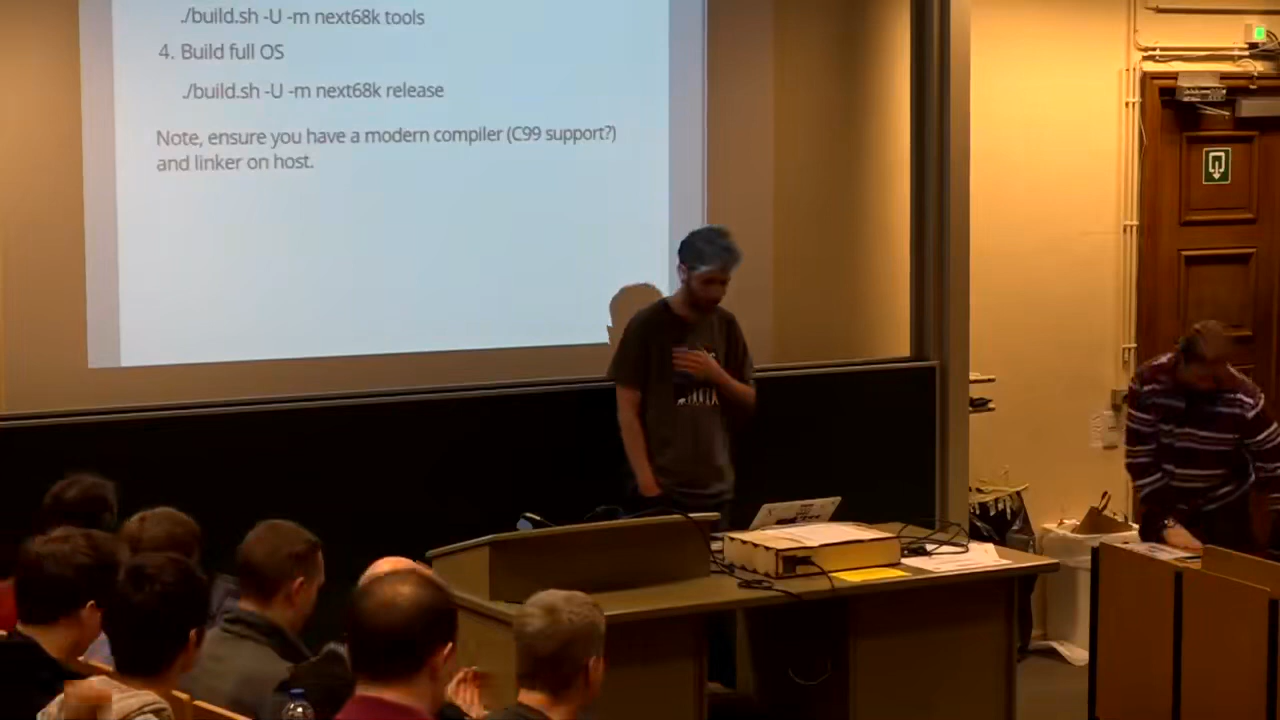 ./build.sh -U -m next68k tools
4. Build full OS
./build.sh -U -m next68k release
Note, ensure you have a modern compiler (C99 support?)
and linker on host.